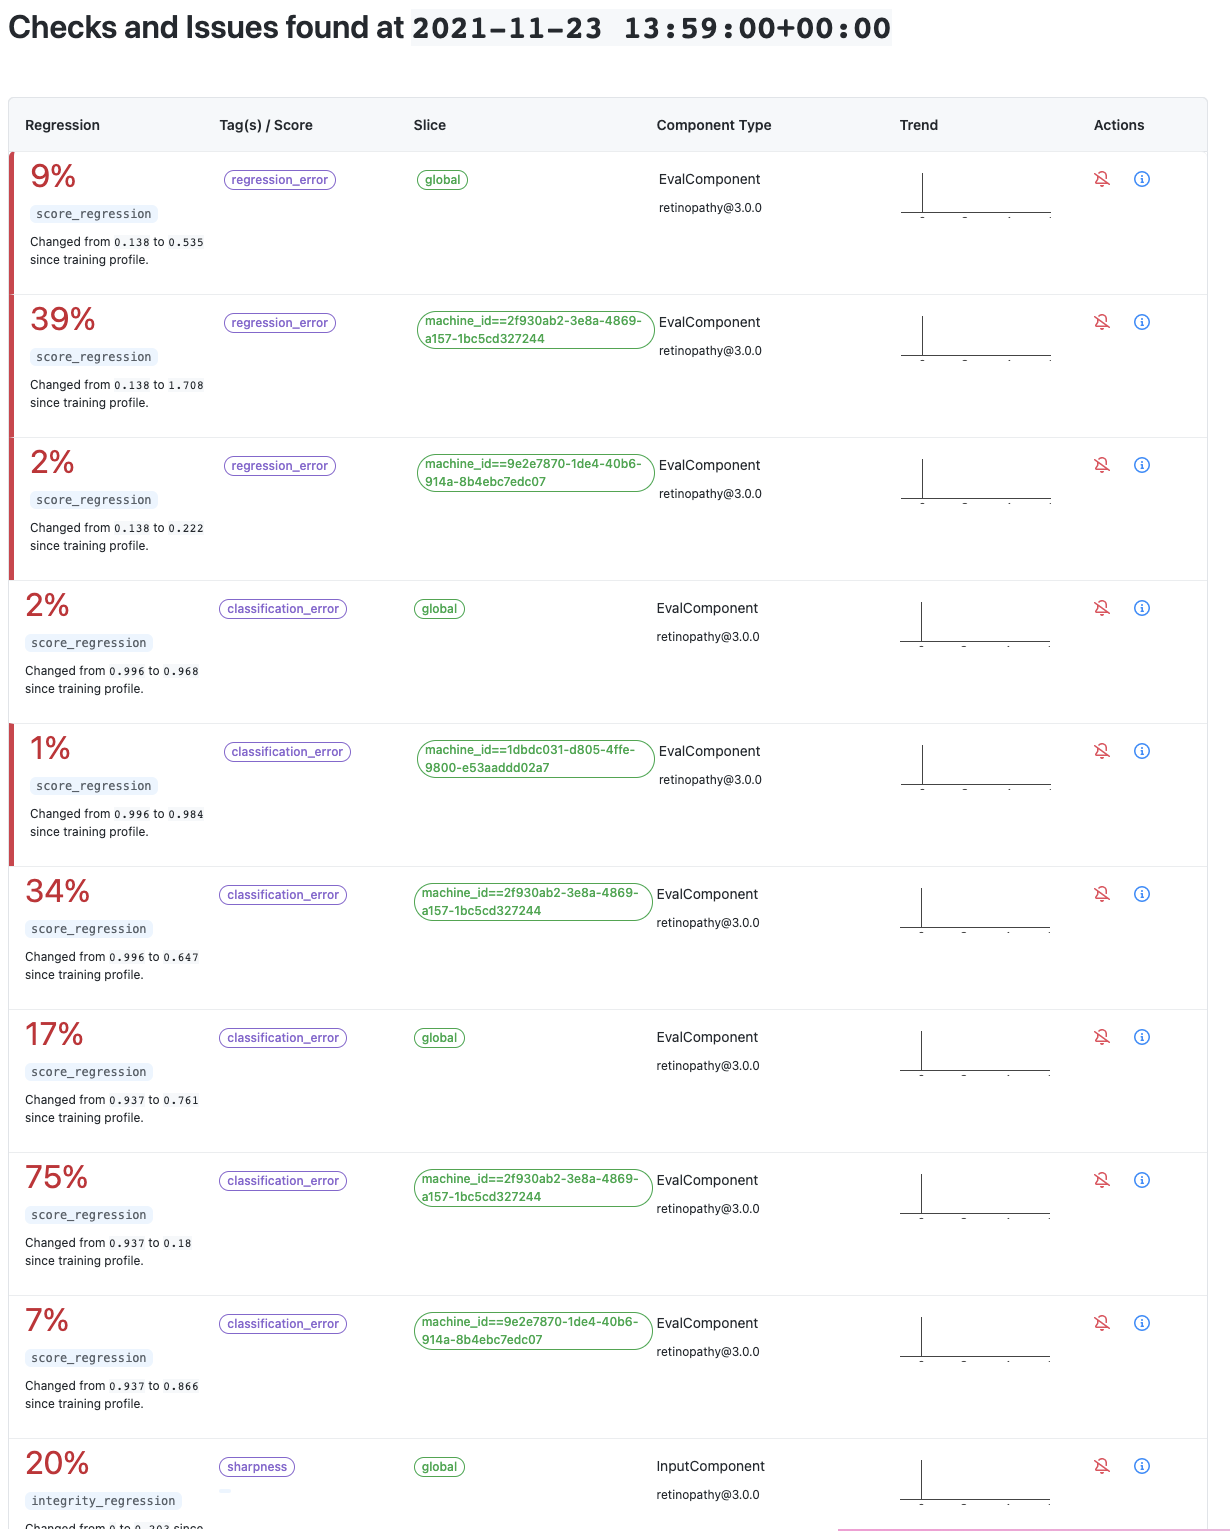 Checks and Issues found at 2021-11-23 13:59:00+00:00
Regression Tag(s) / Score Slice Component Type Trend Actions
9% regression_error global EvalComponent
score_regression retinopathy@3.0.0
Changed from 0.138 to 0.535
since training profile.
39% regression_error machine_id==2f930ab2-3e8a-4869- EvalComponent
a157-1bc5cd327244
score_regression retinopathy@3.0.0
Changed from 0.138 to 1.708
since training profile.
2% regression_error machine_id==9e2e7870-1de4-40b6- EvalComponent
914a-8b4ebc7edc07
score_regression retinopathy@3.0.0
Changed from 0.138 to 0.222
since training profile.
2% classification_error global EvalComponent
score_regression retinopathy@3.0.0
Changed from 0.996 to 0.968
since training profile.
1% classification_error machine_id==1dbdc031-d805-4ffe- EvalComponent
9800-e53aaddd02a7
score_regression retinopathy@3.0.0
Changed from 0.996 to 0.984
since training profile.
34% classification_error machine_id==2f930ab2-3e8a-4869- EvalComponent
a157-1bc5cd327244
score_regression retinopathy@3.0.0
Changed from 0.996 to 0.647
since training profile.
17% classification_error global EvalComponent
score_regression retinopathy@3.0.0
Changed from 0.937 to 0.761
since training profile.
75% classification_error machine_id==2f930ab2-3e8a-4869- EvalComponent
a157-1bc5cd327244
score_regression retinopathy@3.0.0
Changed from 0.937 to 0.18
since training profile.
7% classification_error machine_id==9e2e7870-1de4-40b6- EvalComponent
914a-8b4ebc7edc07
score_regression retinopathy@3.0.0
Changed from 0.937 to 0.866
since training profile.
20% sharpness global InputComponent
integrity_regression retinopathy@3.0.0
Changed from 0 to 0.203 since